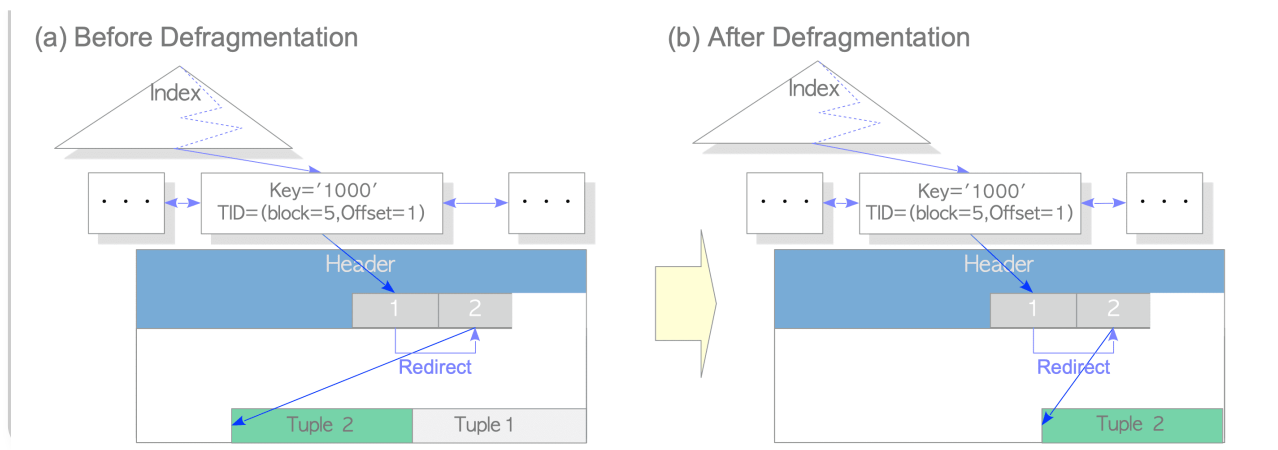 (a) Before Defragmentation
Index
. . .
Key='1000'
TID=(block=5,Offset=1)
. . .
Header
1
2
Redirect
Tuple 2
Tuple 1
(b) After Defragmentation
Index
. . .
Key='1000'
TID=(block=5,Offset=1)
. . .
Header
1
2
Redirect
Tuple 2